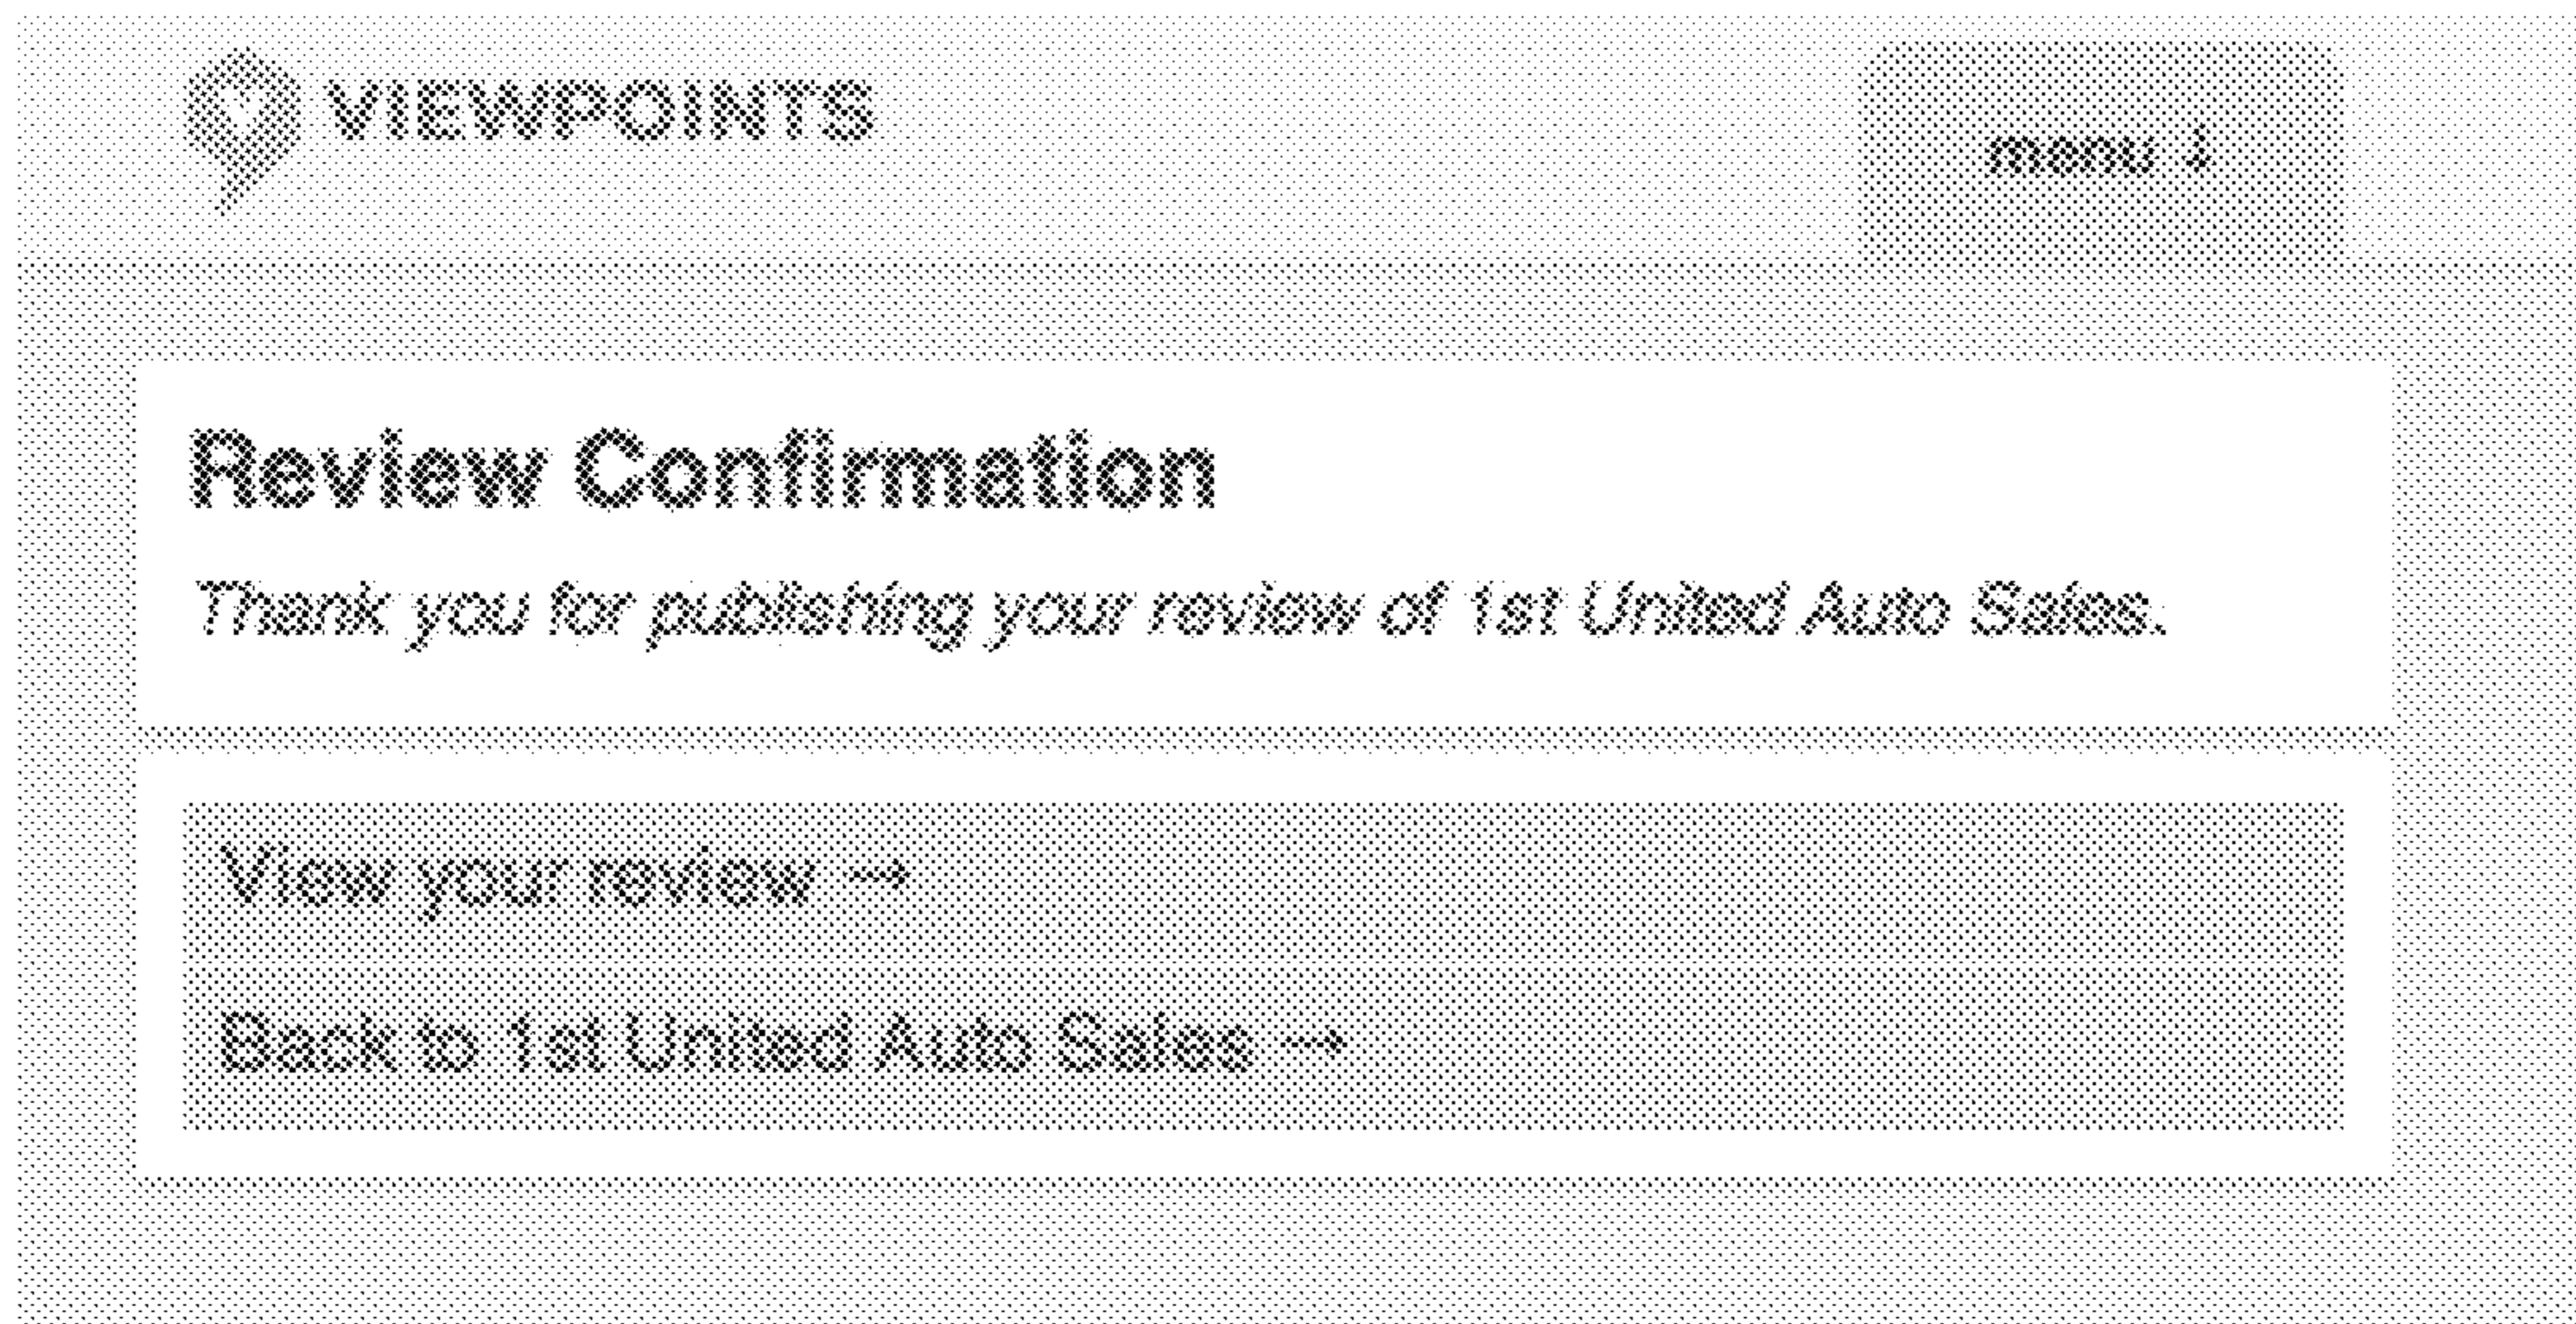 VIEWPOINTS
menu ↓
Review Confirmation
Thank you for publishing your review of 1st United Auto Sales.
View your review →
Back to 1st United Auto Sales →